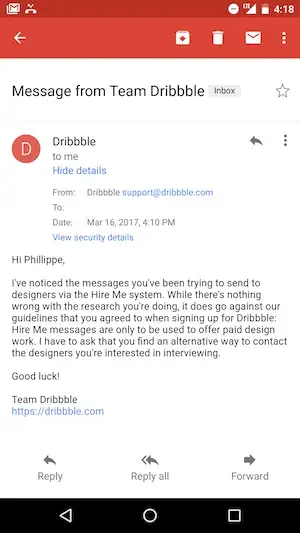 4:18
Message from Team Dribbble Inbox
D
Dribbble
to me
Hide details
From: Dribbble support@dribbble.com
To:
Date: Mar 16, 2017, 4:10 PM
View security details
Hi Phillippe,
I've noticed the messages you've been trying to send to
designers via the Hire Me system. While there's nothing
wrong with the research you're doing, it does go against our
guidelines that you agreed to when signing up for Dribbble:
Hire Me messages are only to be used to offer paid design
work. I have to ask that you find an alternative way to contact
the designers you're interested in interviewing.
Good luck!
Team Dribbble
https://dribbble.com
Reply Reply all Forward